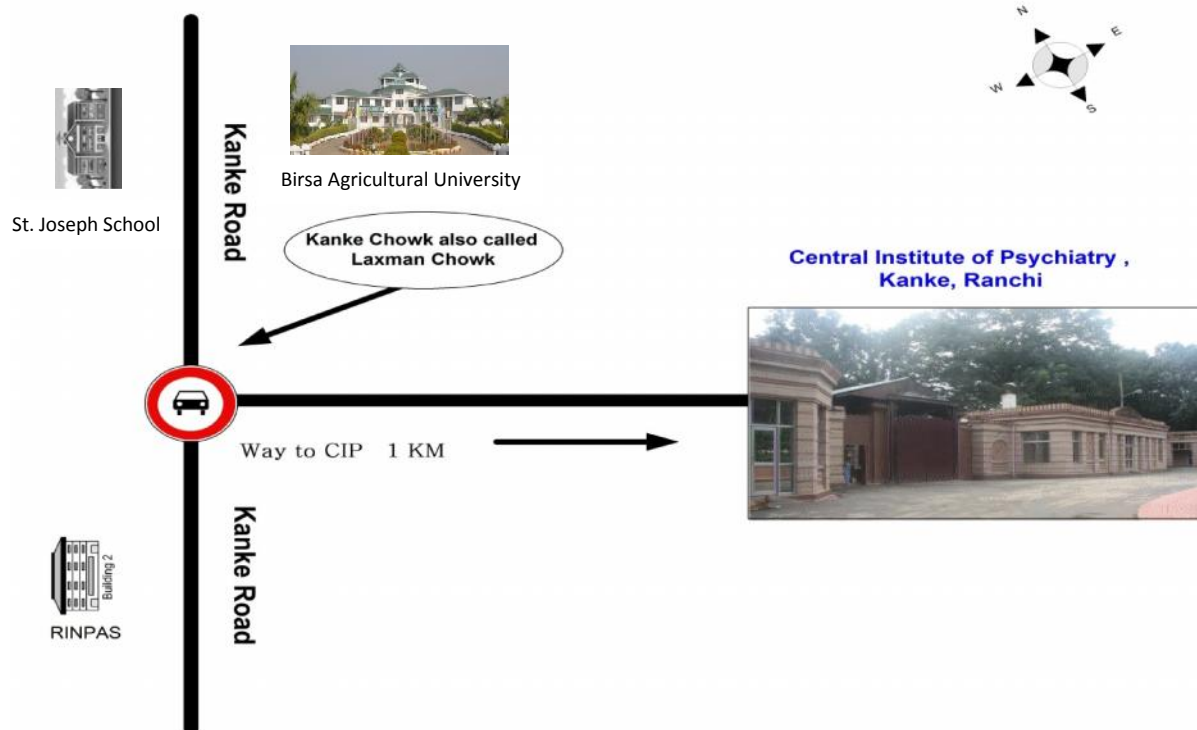 N
E
W
S
Kanke Road
Birsa Agricultural University
St. Joseph School
Kanke Chowk also called
Laxman Chowk
Central Institute of Psychiatry ,
Kanke, Ranchi
Way to CIP 1 KM
Kanke Road
Building 2
RINPAS